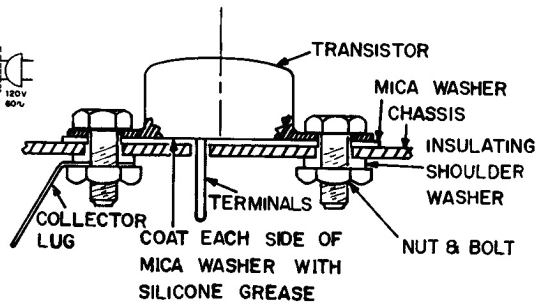 TRANSISTOR
120V
60~
MICA WASHER
CHASSIS
INSULATING
SHOULDER
WASHER
TERMINALS
COLLECTOR
LUG
COAT EACH SIDE OF
MICA WASHER WITH
SILICONE GREASE
NUT & BOLT